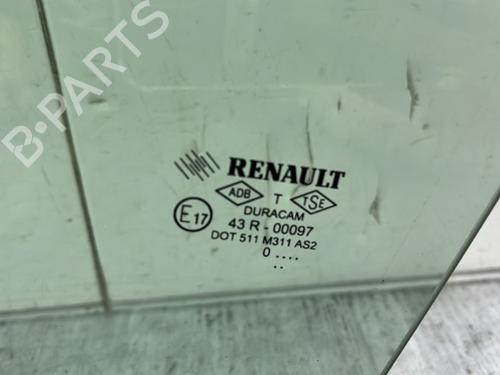 B-PARTS
RENAULT
ADB T TSE
DURACAM
E17 43 R - 00097
DOT 511 M311 AS2
0 ....
..